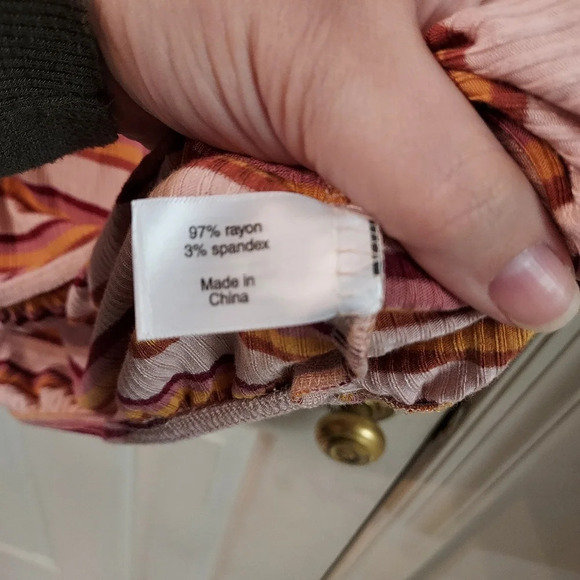 97% rayon
3% spandex
Made in
China